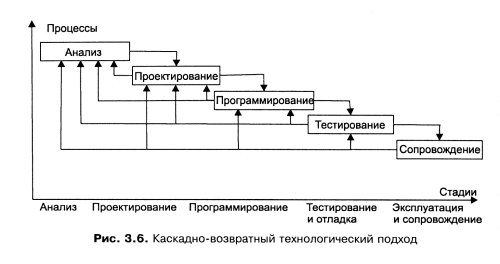 Процессы
Анализ
Проектирование
Программирование
Тестирование
Сопровождение
Стадии
Анализ Проектирование Программирование Тестирование Эксплуатация
и отладка и сопровождение
Рис. 3.6. Каскадно-возвратный технологический подход